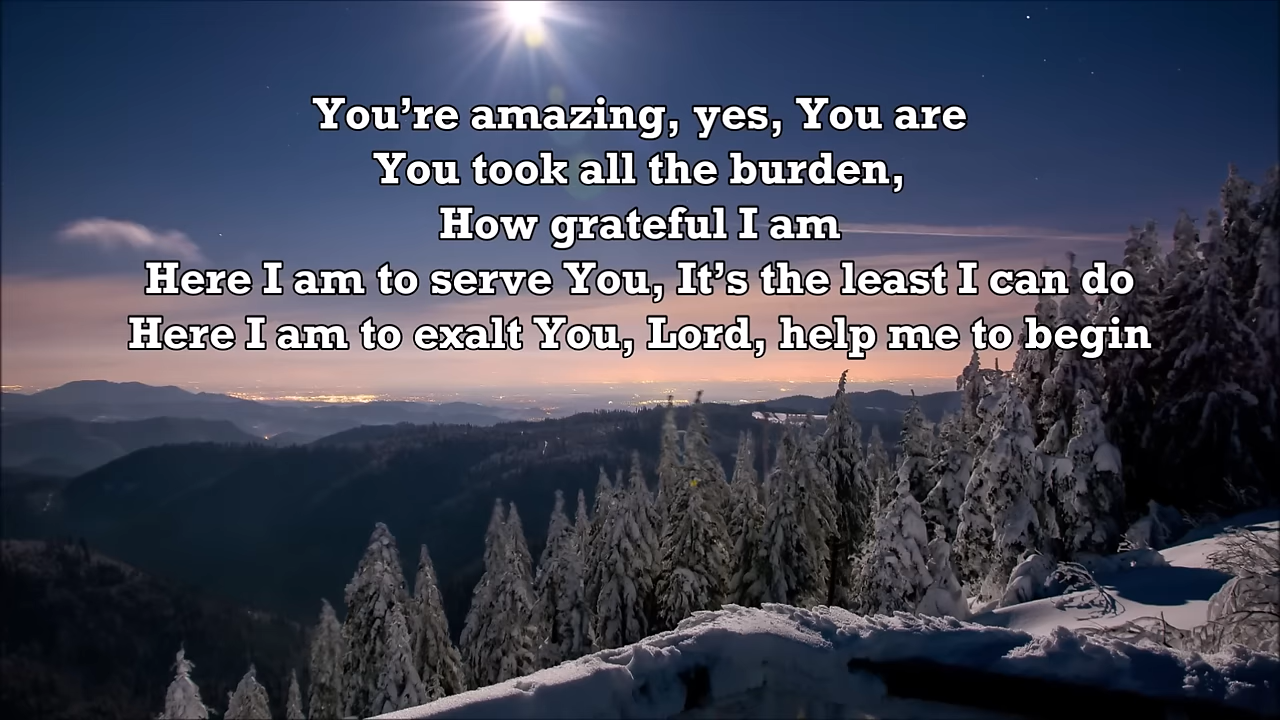 You’re amazing, yes, You are
You took all the burden,
How grateful I am
Here I am to serve You, It’s the least I can do
Here I am to exalt You, Lord, help me to begin